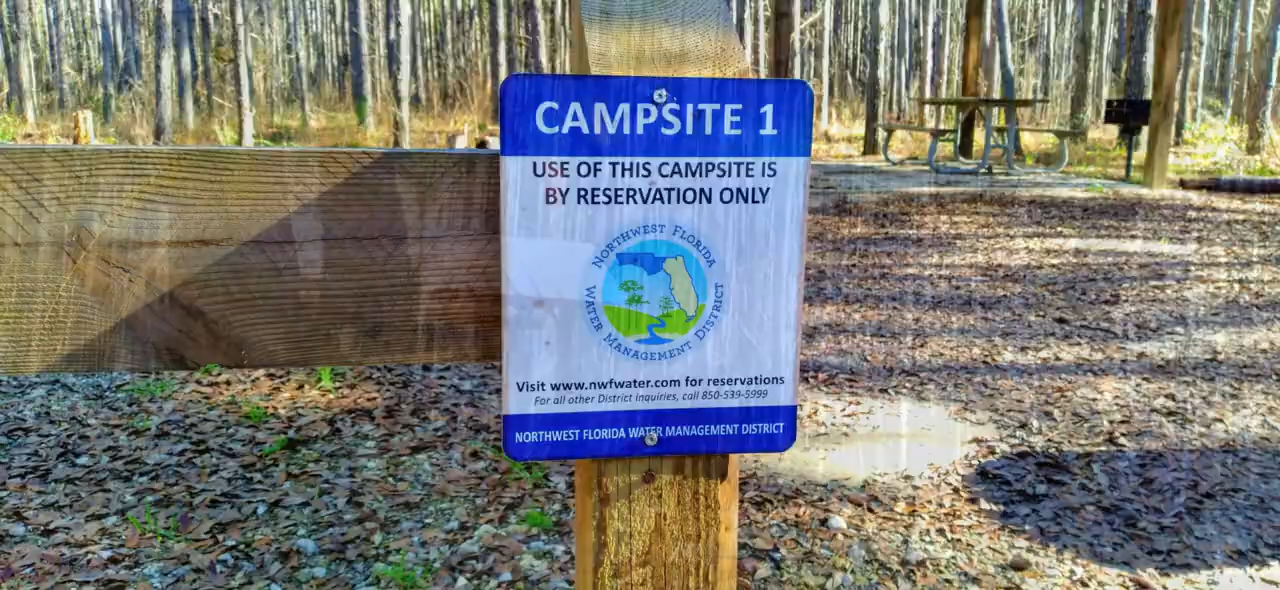 CAMPSITE 1
USE OF THIS CAMPSITE IS
BY RESERVATION ONLY
NORTHWEST FLORIDA
WATER MANAGEMENT DISTRICT
Visit www.nwfwater.com for reservations
For all other District inquiries, call 850-539-5999
NORTHWEST FLORIDA WATER MANAGEMENT DISTRICT